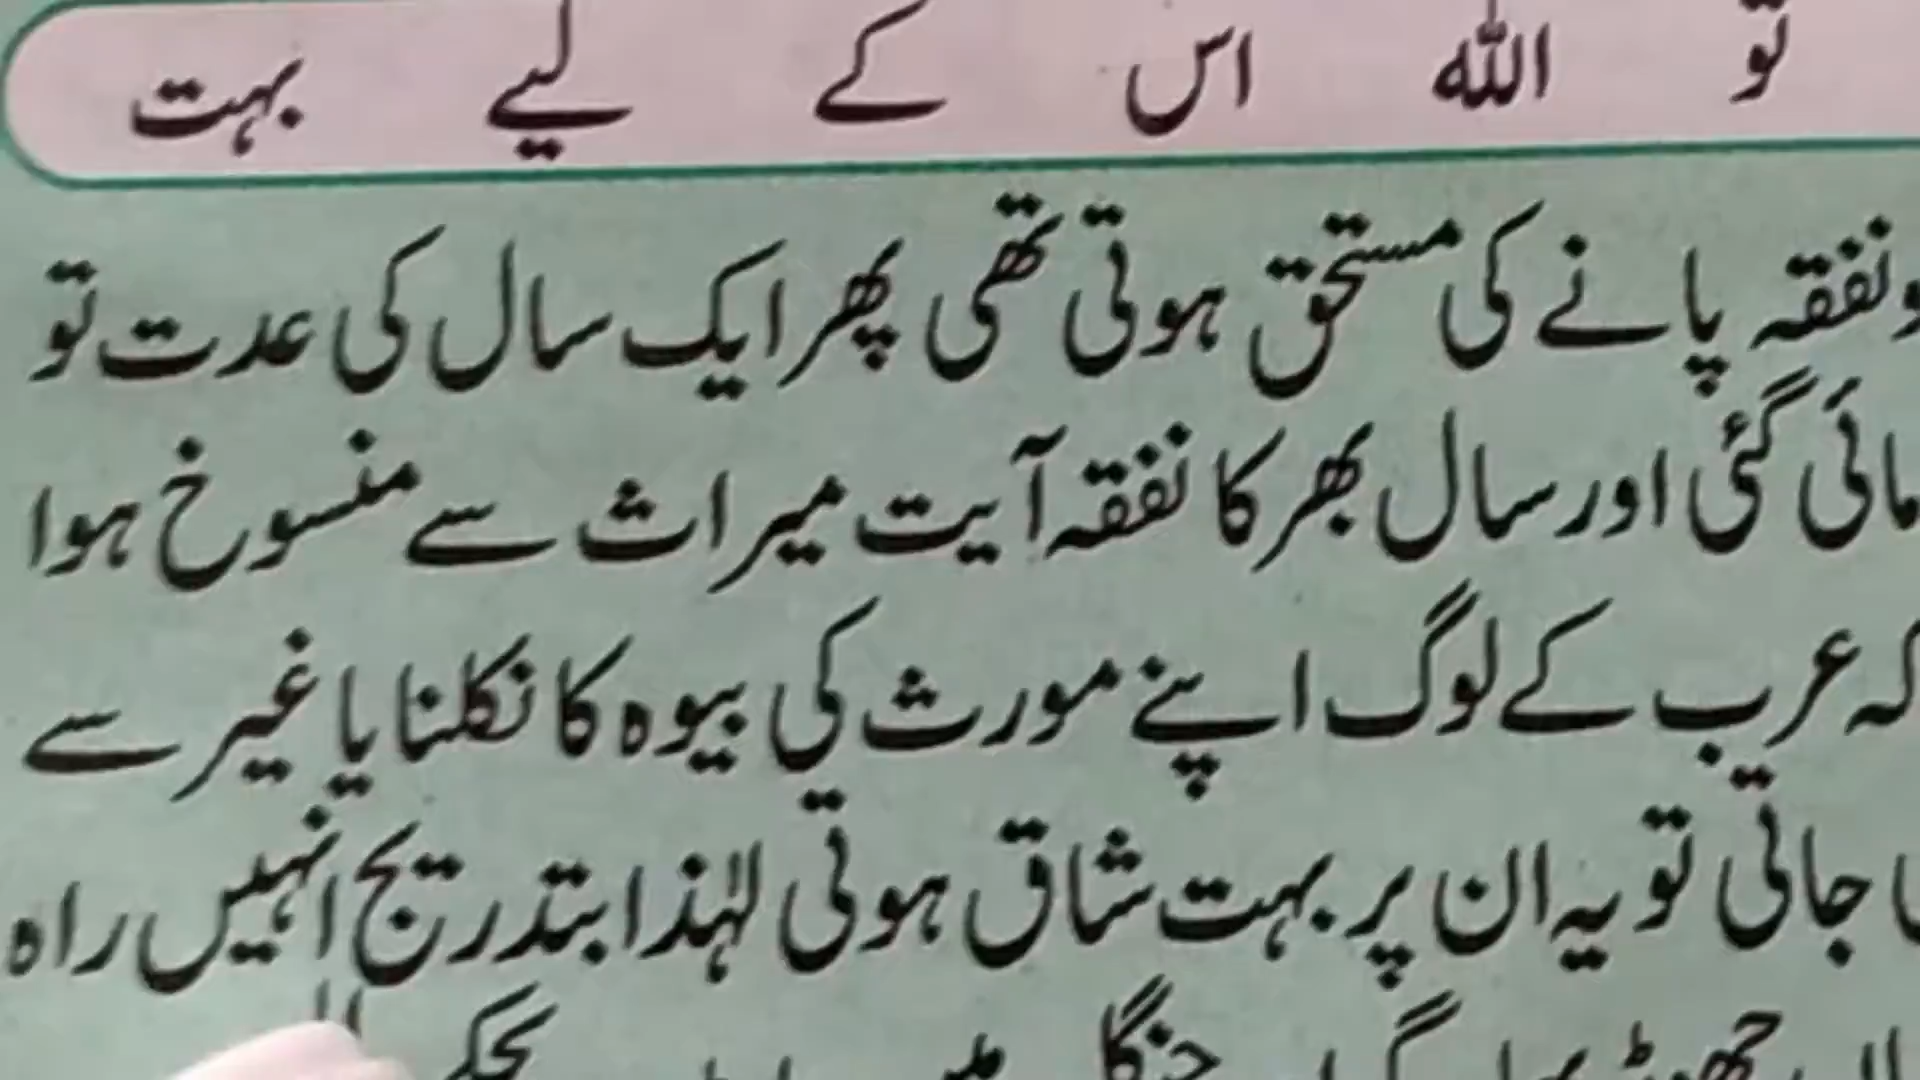 تو اللہ اس کے لیے بہت
ونفقہ پانے کی مستحق ہوتی تھی پھر ایک سال کی عدت تو
مائی گئی اور سال بھر کا نفقہ آیت میراث سے منسوخ ہوا
کہ عرب کے لوگ اپنے مورث کی بیوہ کا نکلنا یا غیر سے
جاتی تو یہ ان پر بہت شاق ہوتی لہٰذا بتدریج انہیں راہ